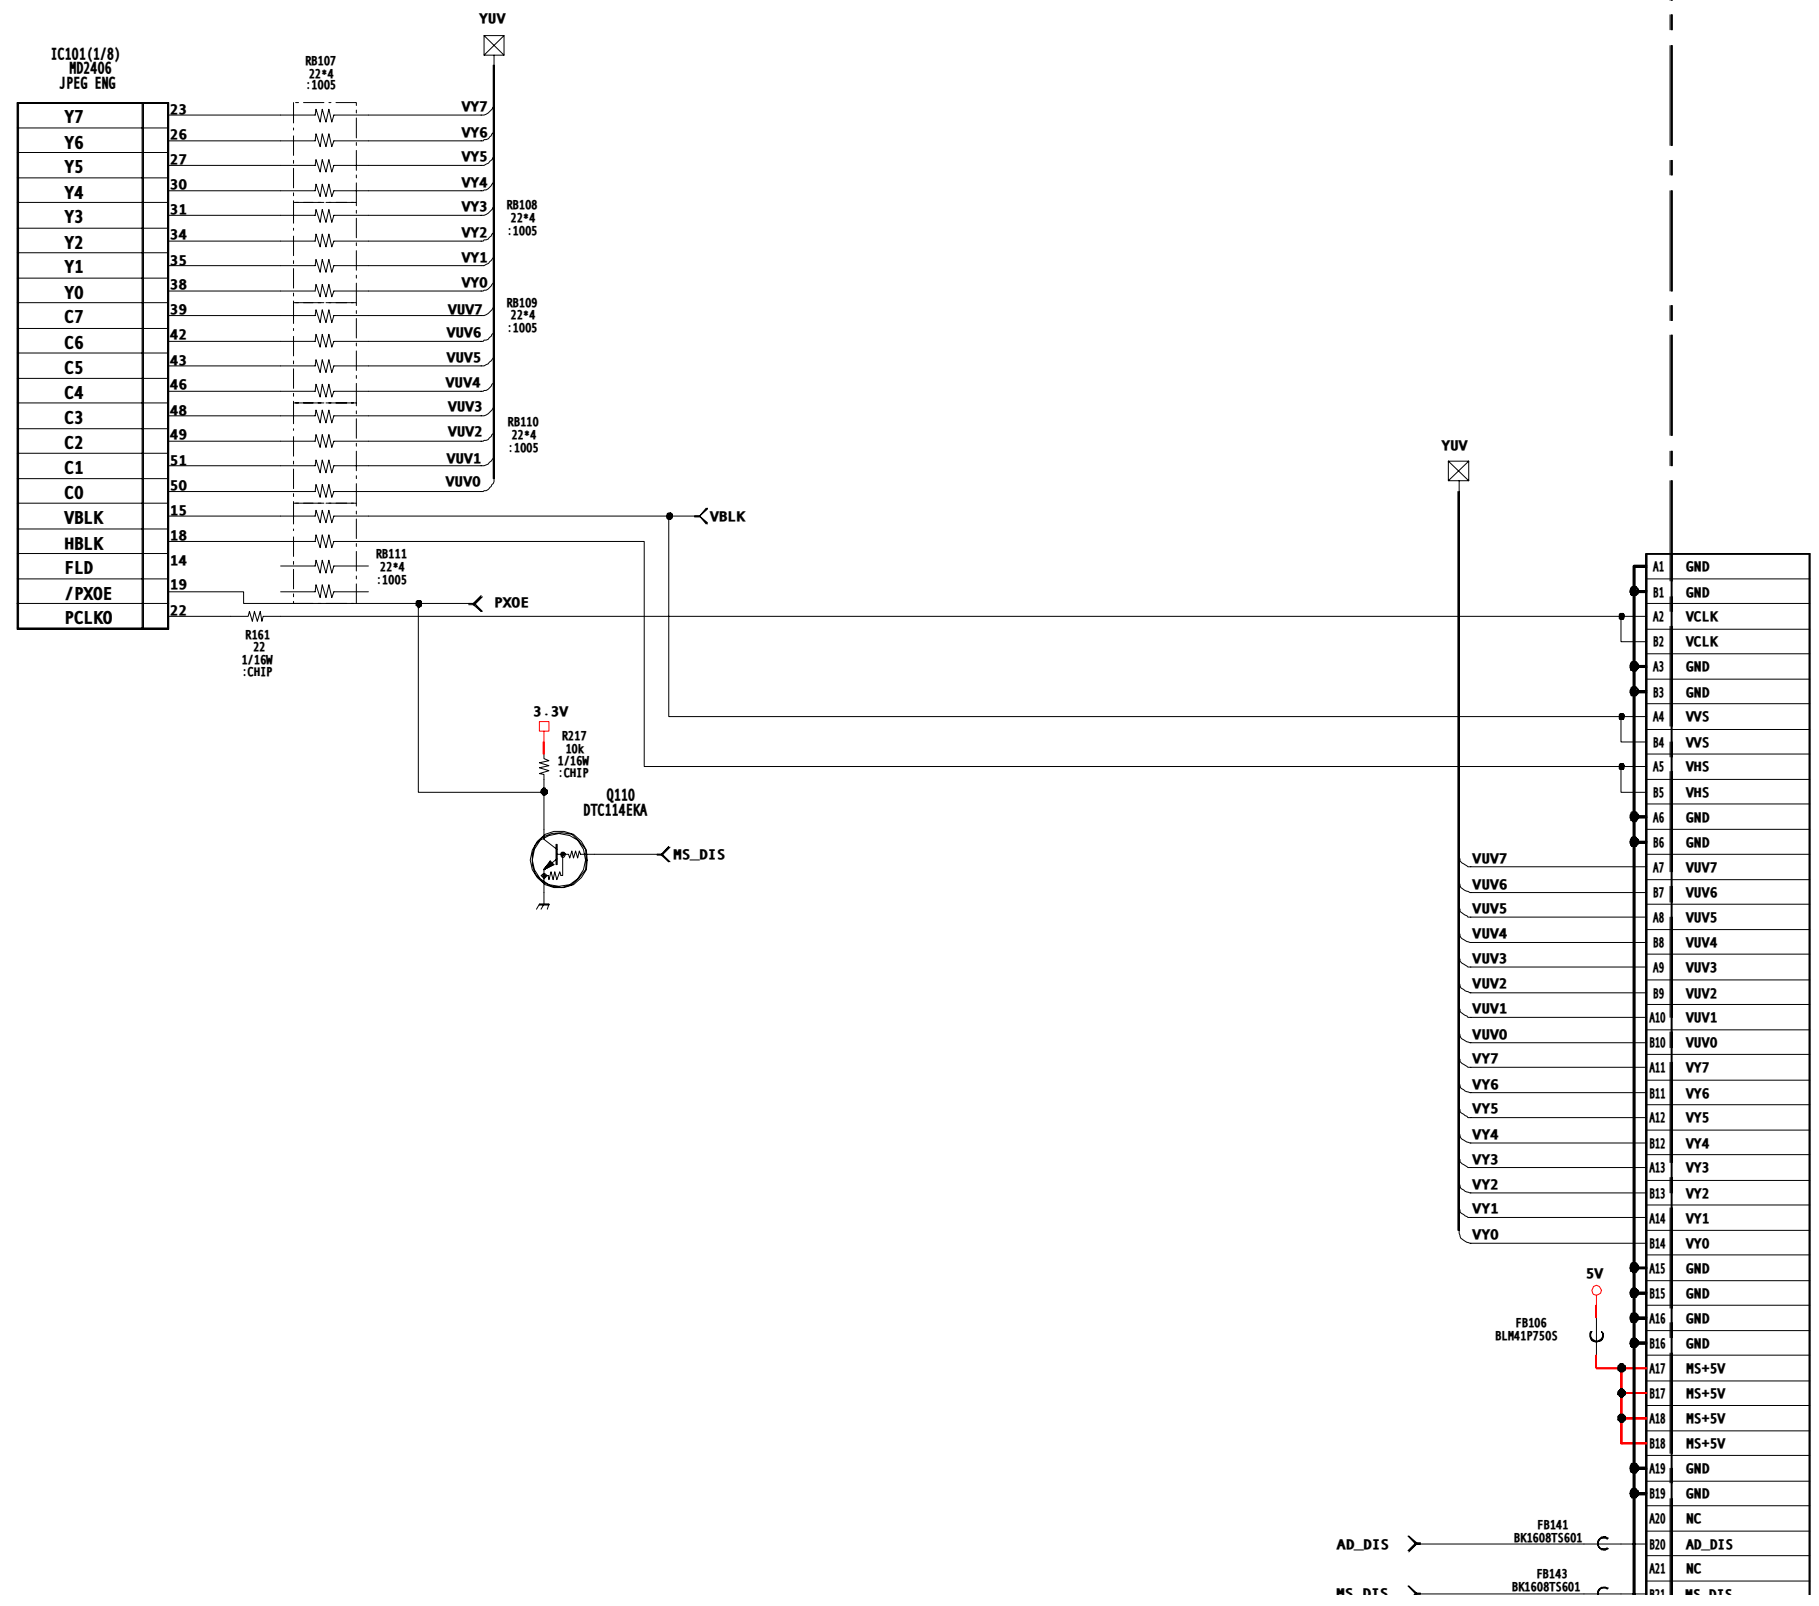 YUV
IC101(1/8)
MD2406
JPEG ENG
RB107
22*4
:1005
Y7 23 VY7
Y6 26 VY6
Y5 27 VY5
Y4 30 VY4
Y3 31 VY3
RB108
22*4
:1005
Y2 34 VY2
Y1 35 VY1
Y0 38 VY0
C7 39 VUV7
RB109
22*4
:1005
C6 42 VUV6
C5 43 VUV5
C4 46 VUV4
C3 48 VUV3
RB110
22*4
:1005
C2 49 VUV2
C1 51 VUV1
C0 50 VUV0
VBLK 15 VBLK
HBLK 18
FLD 14
RB111
22*4
:1005
/PXOE 19 PXOE
PCLKO 22
R161
22
1/16W
:CHIP
3.3V
R217
10k
1/16W
:CHIP
Q110
DTC114EKA
MS_DIS
YUV
A1 GND
B1 GND
A2 VCLK
B2 VCLK
A3 GND
B3 GND
A4 VVS
B4 VVS
A5 VHS
B5 VHS
A6 GND
B6 GND
VUV7 A7 VUV7
VUV6 B7 VUV6
VUV5 A8 VUV5
VUV4 B8 VUV4
VUV3 A9 VUV3
VUV2 B9 VUV2
VUV1 A10 VUV1
VUV0 B10 VUV0
VY7 A11 VY7
VY6 B11 VY6
VY5 A12 VY5
VY4 B12 VY4
VY3 A13 VY3
VY2 B13 VY2
VY1 A14 VY1
VY0 B14 VY0
A15 GND
5V
B15 GND
A16 GND
FB106
BLM41P750S
B16 GND
A17 MS+5V
B17 MS+5V
A18 MS+5V
B18 MS+5V
A19 GND
B19 GND
A20 NC
FB141
BK1608TS601
AD_DIS B20 AD_DIS
A21 NC
FB143
BK1608TS601
MS_DIS B21 MS_DIS